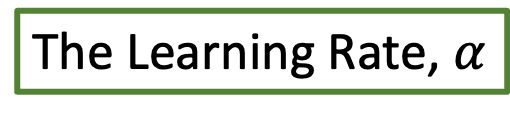 The Learning Rate, α